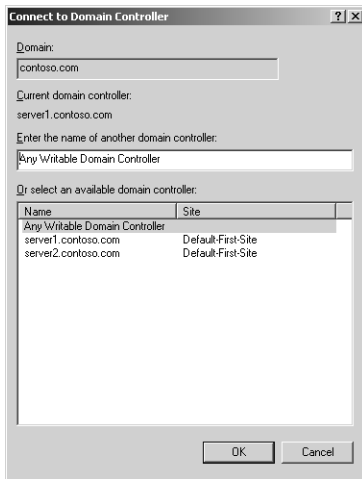 Connect to Domain Controller
Domain:
contoso.com
Current domain controller:
server1.contoso.com
Enter the name of another domain controller:
Any Writable Domain Controller
Or select an available domain controller:
Name Site
Any Writable Domain Controller
server1.contoso.com Default-First-Site
server2.contoso.com Default-First-Site
OK Cancel